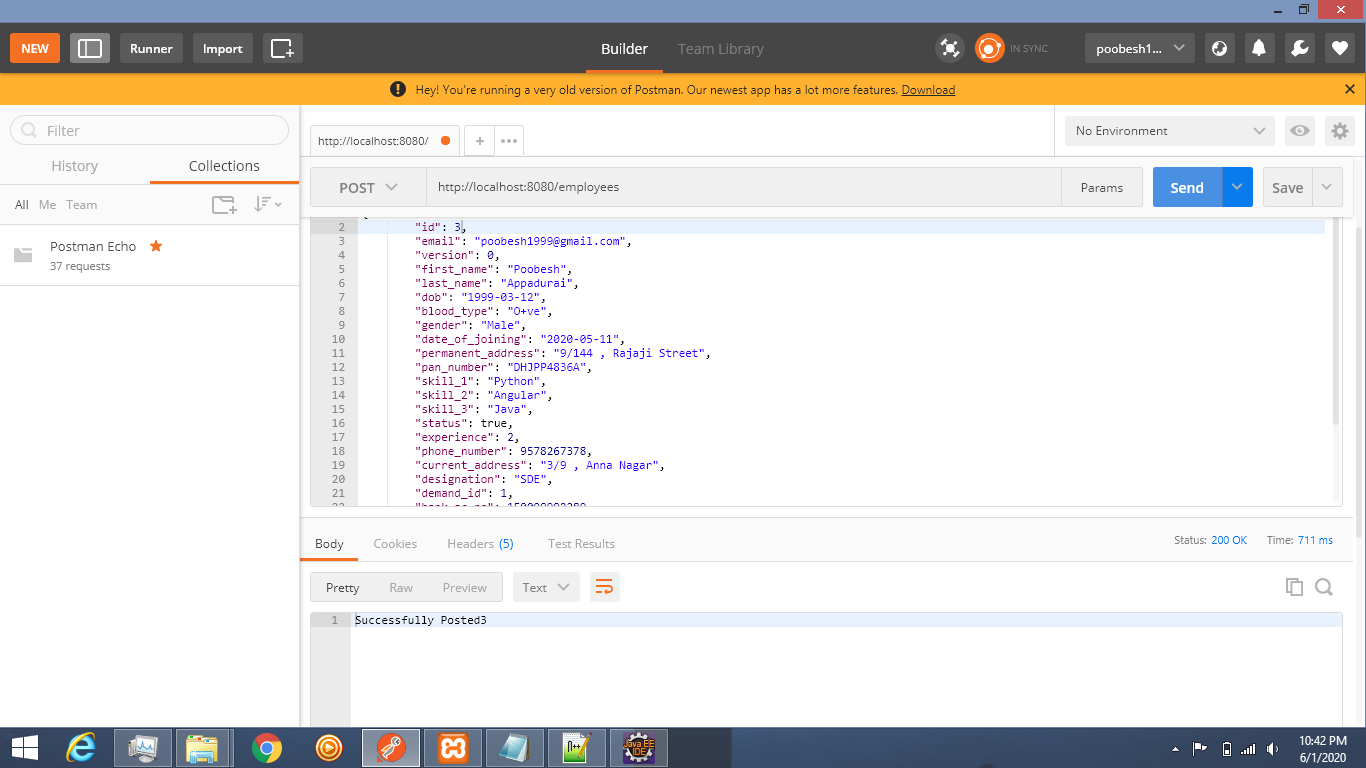 NEW
Runner
Import
Builder
Team Library
IN SYNC
poobesh1...
Hey! You're running a very old version of Postman. Our newest app has a lot more features. Download
Filter
History
Collections
All Me Team
Postman Echo
37 requests
http://localhost:8080/
No Environment
POST
http://localhost:8080/employees
Params
Send
Save
2 "id": 3,
3 "email": "poobesh1999@gmail.com",
4 "version": 0,
5 "first_name": "Poobesh",
6 "last_name": "Appadurai",
7 "dob": "1999-03-12",
8 "blood_type": "O+ve",
9 "gender": "Male",
10 "date_of_joining": "2020-05-11",
11 "permanent_address": "9/144 , Rajaji Street",
12 "pan_number": "DHJPP4836A",
13 "skill_1": "Python",
14 "skill_2": "Angular",
15 "skill_3": "Java",
16 "status": true,
17 "experience": 2,
18 "phone_number": 9578267378,
19 "current_address": "3/9 , Anna Nagar",
20 "designation": "SDE",
21 "demand_id": 1,
Body
Cookies
Headers (5)
Test Results
Status: 200 OK
Time: 711 ms
Pretty
Raw
Preview
Text
1 Successfully Posted3
Java EE
IDE
10:42 PM
6/1/2020